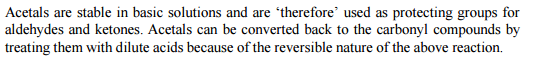 Acetals are stable in basic solutions and are ‘therefore’ used as protecting groups for
aldehydes and ketones. Acetals can be converted back to the carbonyl compounds by
treating them with dilute acids because of the reversible nature of the above reaction.